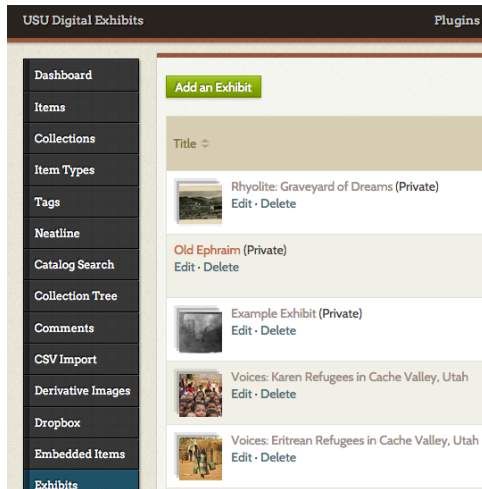 USU Digital Exhibits
Plugins
Dashboard
Items
Collections
Item Types
Tags
Neatline
Catalog Search
Collection Tree
Comments
CSV Import
Derivative Images
Dropbox
Embedded Items
Exhibits
Add an Exhibit
Title
Rhyolite: Graveyard of Dreams (Private)
Edit · Delete
Old Ephraim (Private)
Edit · Delete
Example Exhibit (Private)
Edit · Delete
Voices: Karen Refugees in Cache Valley, Utah
Edit · Delete
Voices: Eritrean Refugees in Cache Valley, Utah
Edit · Delete